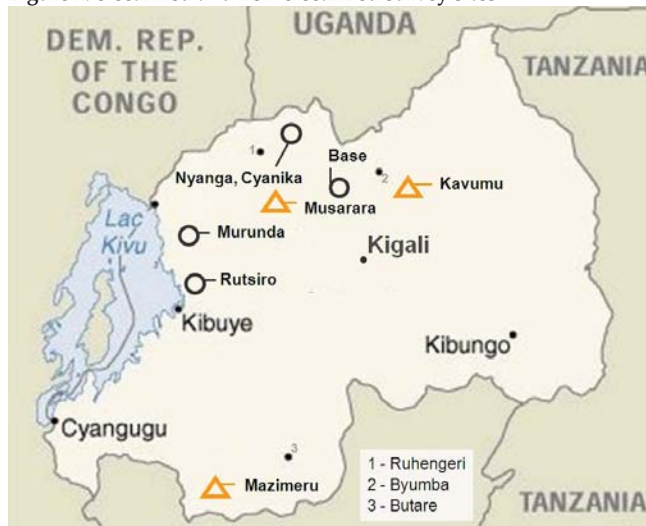 UGANDA
DEM. REP.
OF THE
CONGO
TANZANIA
1
Base
2
Nyanga, Cyanika
Kavumu
Musarara
Lac
Kivu
Murunda
Kigali
Rutsiro
Kibuye
Kibungo
Cyangugu
3
Mazimeru
1 - Ruhengeri
2 - Byumba
3 - Butare
TANZANIA